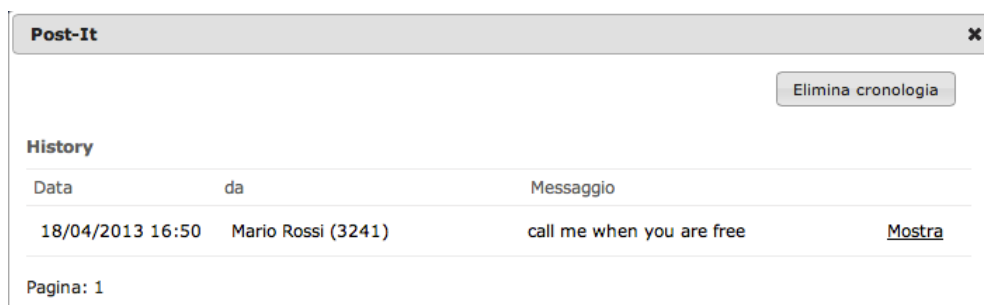 Post-It
Elimina cronologia
History
Data da Messaggio
18/04/2013 16:50 Mario Rossi (3241) call me when you are free Mostra
Pagina: 1